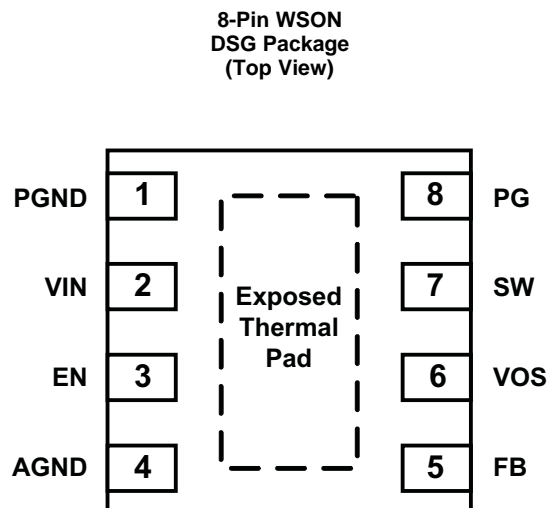 8-Pin WSON
DSG Package
(Top View)
PGND 1 8 PG
VIN 2 7 SW
Exposed
Thermal
Pad
EN 3 6 VOS
AGND 4 5 FB